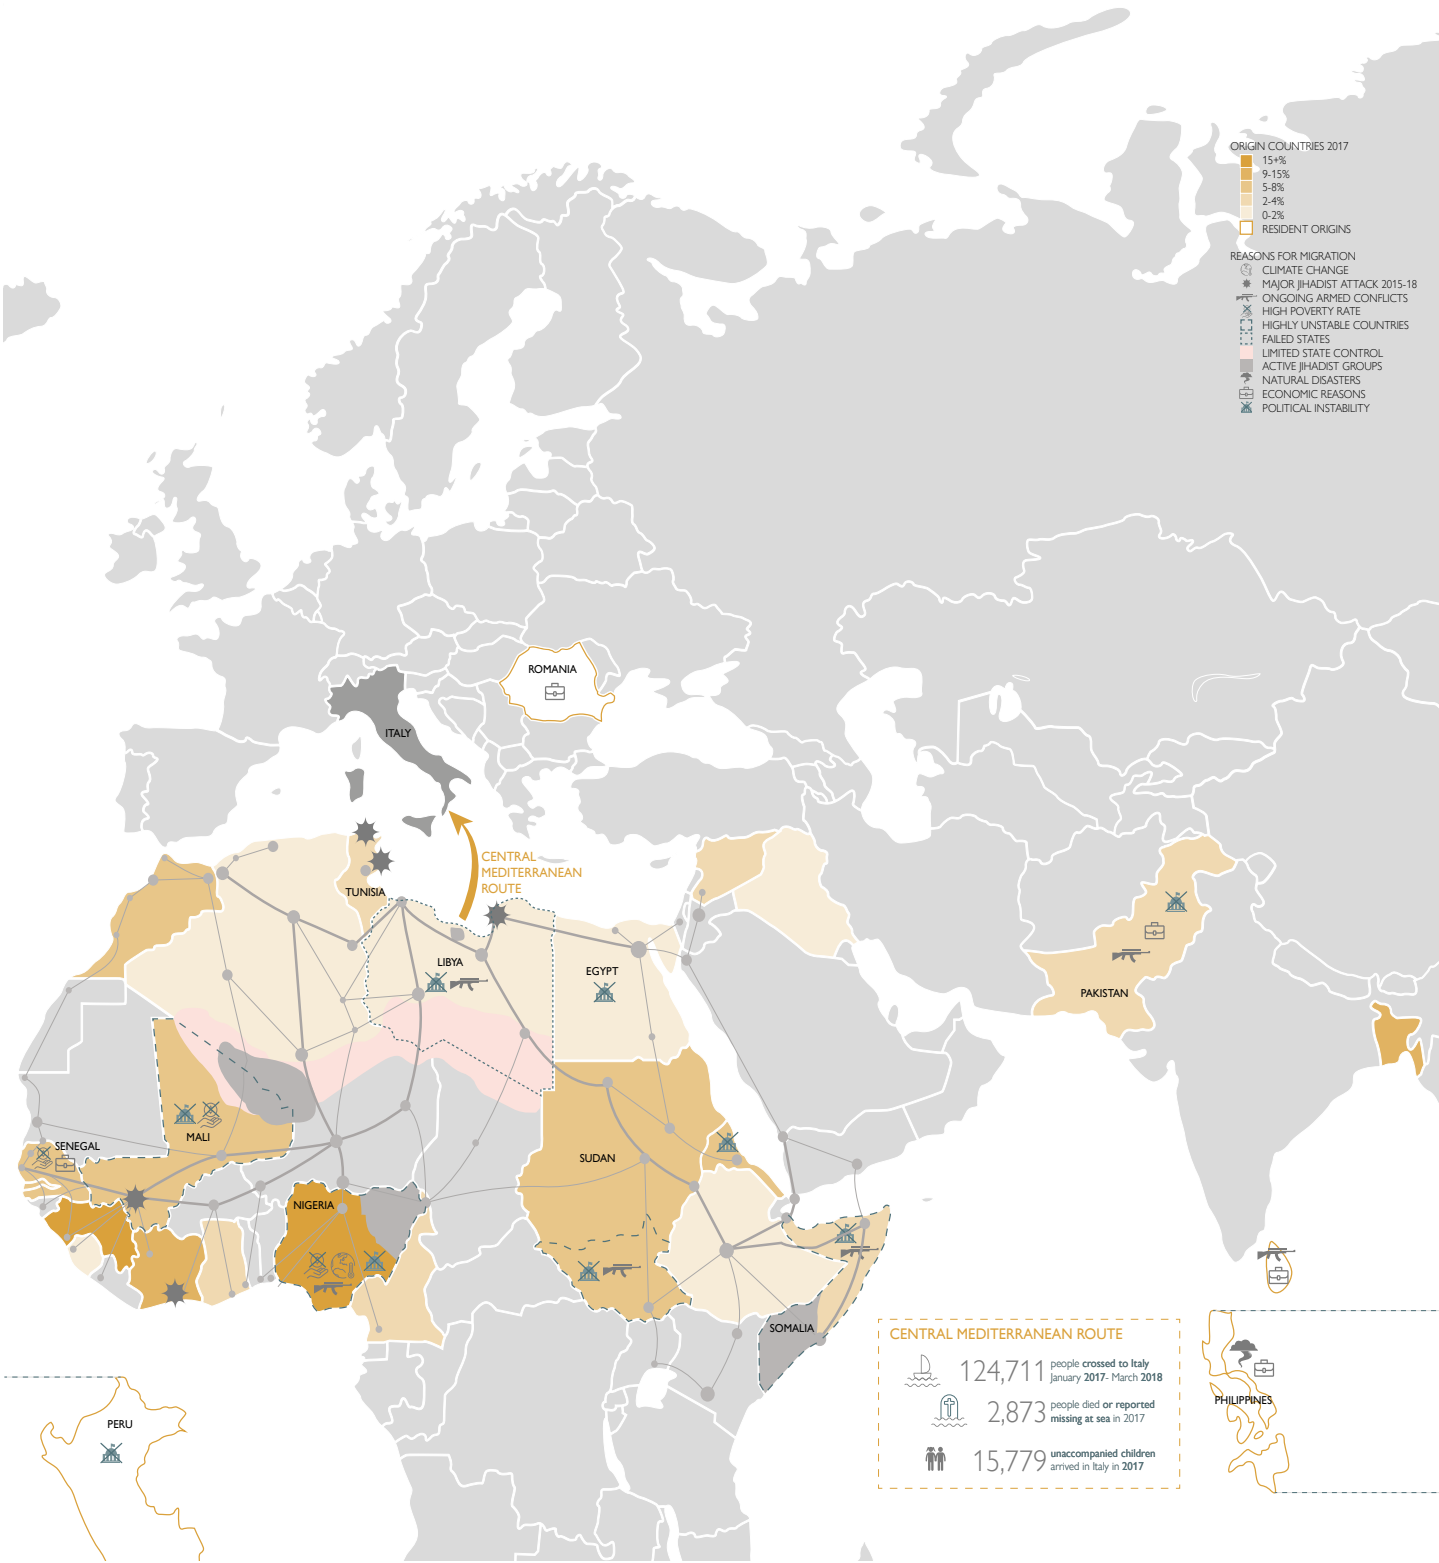 ORIGIN COUNTRIES 2017
15+%
9-15%
5-8%
2-4%
0-2%
RESIDENT ORIGINS
REASONS FOR MIGRATION
CLIMATE CHANGE
MAJOR JIHADIST ATTACK 2015-18
ONGOING ARMED CONFLICTS
HIGH POVERTY RATE
HIGHLY UNSTABLE COUNTRIES
FAILED STATES
LIMITED STATE CONTROL
ACTIVE JIHADIST GROUPS
NATURAL DISASTERS
ECONOMIC REASONS
POLITICAL INSTABILITY
ROMANIA
ITALY
CENTRAL
MEDITERRANEAN
ROUTE
TUNISIA
LIBYA
EGYPT
PAKISTAN
MALI
SENEGAL
SUDAN
NIGERIA
SOMALIA
CENTRAL MEDITERRANEAN ROUTE
124,711 people crossed to Italy
January 2017- March 2018
2,873 people died or reported
missing at sea in 2017
15,779 unaccompanied children
arrived in Italy in 2017
PHILIPPINES
PERU